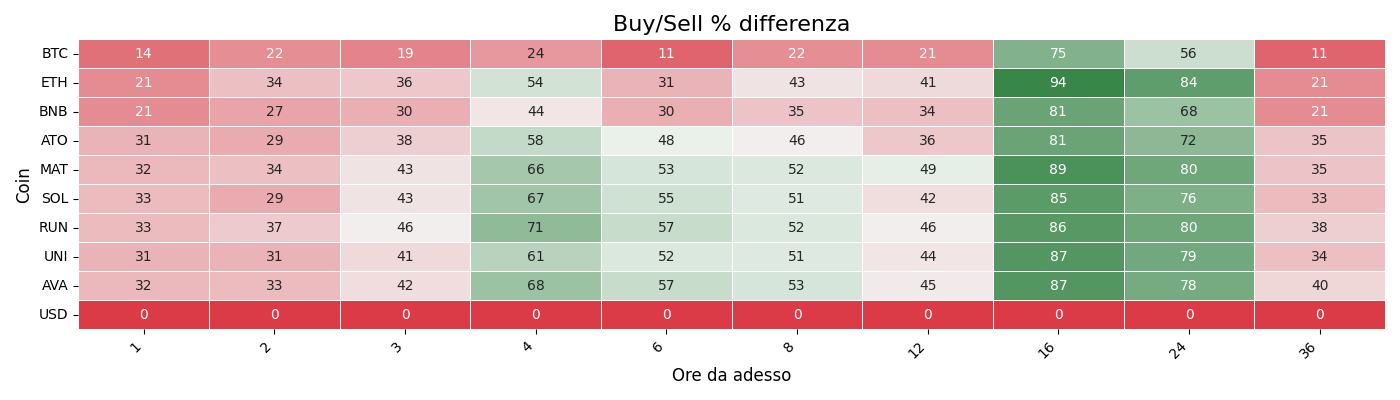 Buy/Sell % differenza
Coin
BTC 14 22 19 24 11 22 21 75 56 11
ETH 21 34 36 54 31 43 41 94 84 21
BNB 21 27 30 44 30 35 34 81 68 21
ATO 31 29 38 58 48 46 36 81 72 35
MAT 32 34 43 66 53 52 49 89 80 35
SOL 33 29 43 67 55 51 42 85 76 33
RUN 33 37 46 71 57 52 46 86 80 38
UNI 31 31 41 61 52 51 44 87 79 34
AVA 32 33 42 68 57 53 45 87 78 40
USD 0 0 0 0 0 0 0 0 0 0
1 2 3 4 6 8 12 16 24 36
Ore da adesso